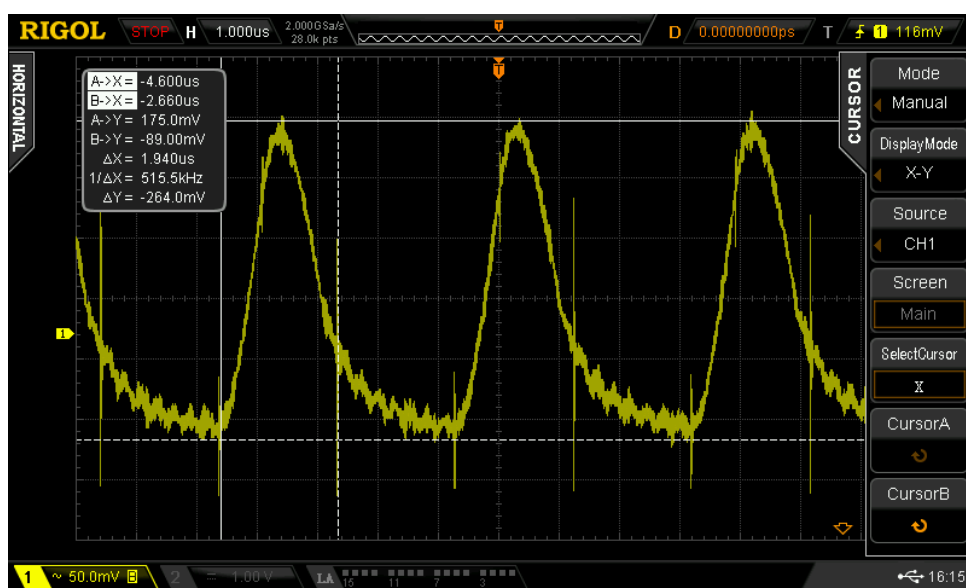 RIGOL STOP H 1.000us 2.000GSa/s D 0.00000000ps T 1 116mV
28.0k pts
T
HORIZONTAL
A->X= -4.600us
B->X= -2.660us
A->Y= 175.0mV
B->Y= -89.00mV
ΔX= 1.940us
1/ΔX= 515.5kHz
ΔY= -264.0mV
T
1
CURSOR
Mode
Manual
DisplayMode
X-Y
Source
CH1
Screen
Main
SelectCursor
X
CursorA
CursorB
1 ~ 50.0mV B 2 = 1.00 V LA 15 11 7 3 16:15